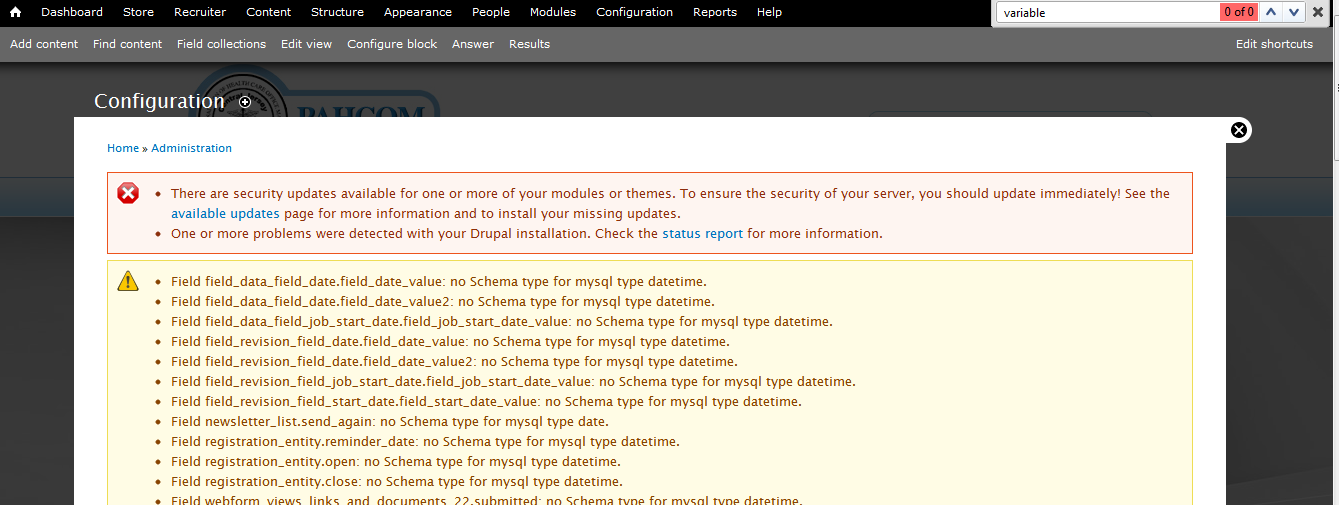 Dashboard Store Recruiter Content Structure Appearance People Modules Configuration Reports Help
variable 0 of 0
Add content Find content Field collections Edit view Configure block Answer Results Edit shortcuts
OF HEALTH CARE OFFICE
Central Jersey
PAHCOM
Configuration
Home » Administration
• There are security updates available for one or more of your modules or themes. To ensure the security of your server, you should update immediately! See the
available updates page for more information and to install your missing updates.
• One or more problems were detected with your Drupal installation. Check the status report for more information.
• Field field_data_field_date.field_date_value: no Schema type for mysql type datetime.
• Field field_data_field_date.field_date_value2: no Schema type for mysql type datetime.
• Field field_data_field_job_start_date.field_job_start_date_value: no Schema type for mysql type datetime.
• Field field_revision_field_date.field_date_value: no Schema type for mysql type datetime.
• Field field_revision_field_date.field_date_value2: no Schema type for mysql type datetime.
• Field field_revision_field_job_start_date.field_job_start_date_value: no Schema type for mysql type datetime.
• Field field_revision_field_start_date.field_start_date_value: no Schema type for mysql type datetime.
• Field newsletter_list.send_again: no Schema type for mysql type date.
• Field registration_entity.reminder_date: no Schema type for mysql type datetime.
• Field registration_entity.open: no Schema type for mysql type datetime.
• Field registration_entity.close: no Schema type for mysql type datetime.
• Field webform_views_links_and_documents_22.submitted: no Schema type for mysql type datetime.